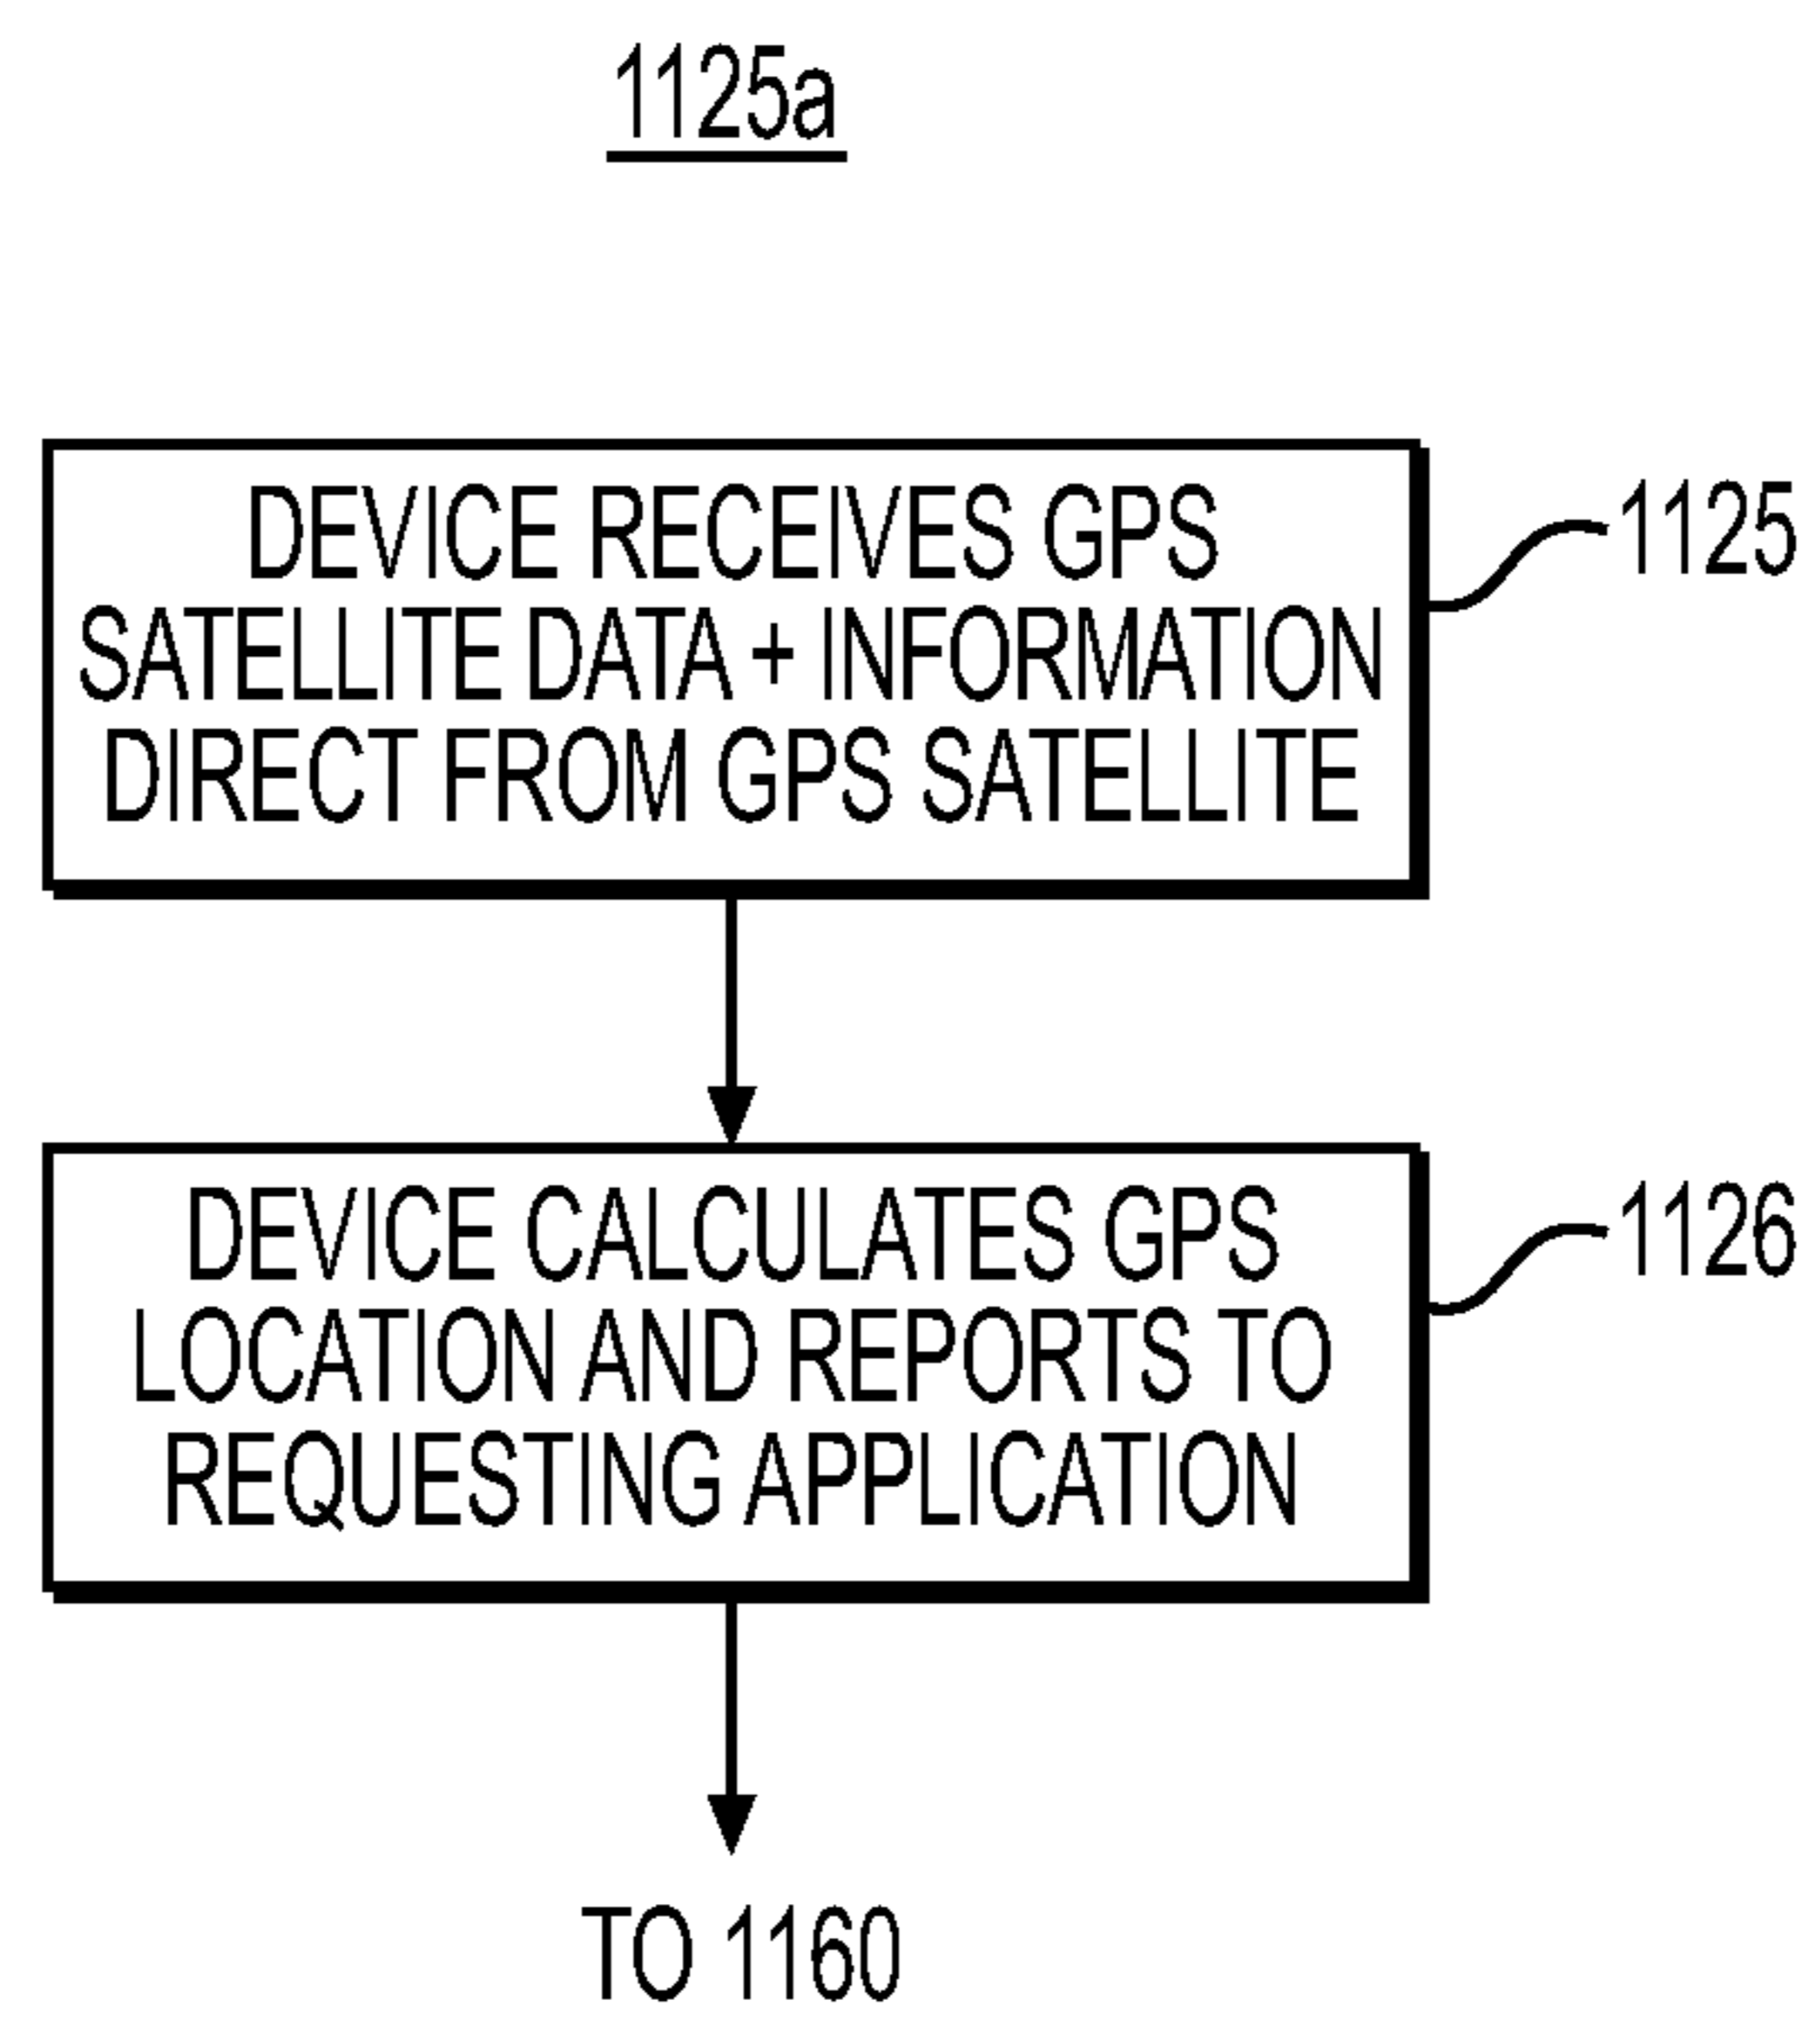 1125a
DEVICE RECEIVES GPS
SATELLITE DATA + INFORMATION
DIRECT FROM GPS SATELLITE
1125
DEVICE CALCULATES GPS
LOCATION AND REPORTS TO
REQUESTING APPLICATION
1126
TO 1160